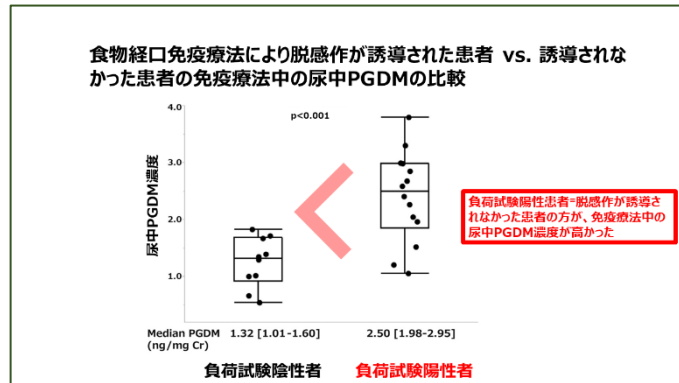 食物経口免疫療法により脱感作が誘導された患者 vs. 誘導されな
かった患者の免疫療法中の尿中PGDMの比較
4.0
p<0.001
3.0
2.0
1.0
尿中PGDM濃度
負荷試験陽性患者=脱感作が誘導
されなかった患者の方が、免疫療法中の
尿中PGDM濃度が高かった
Median PGDM 1.32 [1.01-1.60] 2.50 [1.98-2.95]
(ng/mg Cr)
負荷試験陰性者 負荷試験陽性者